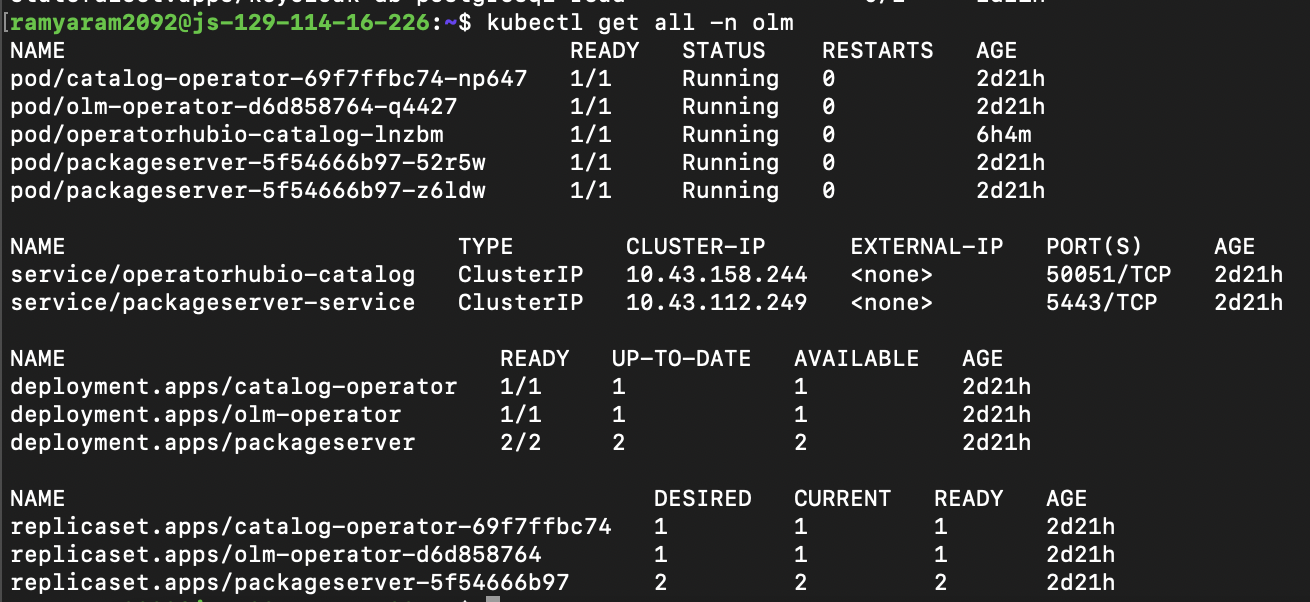 [ramyaram2092@js-129-114-16-226:~$ kubectl get all -n olm
NAME READY STATUS RESTARTS AGE
pod/catalog-operator-69f7ffbc74-np647 1/1 Running 0 2d21h
pod/olm-operator-d6d858764-q4427 1/1 Running 0 2d21h
pod/operatorhubio-catalog-lnzbm 1/1 Running 0 6h4m
pod/packageserver-5f54666b97-52r5w 1/1 Running 0 2d21h
pod/packageserver-5f54666b97-z6ldw 1/1 Running 0 2d21h
NAME TYPE CLUSTER-IP EXTERNAL-IP PORT(S) AGE
service/operatorhubio-catalog ClusterIP 10.43.158.244 <none> 50051/TCP 2d21h
service/packageserver-service ClusterIP 10.43.112.249 <none> 5443/TCP 2d21h
NAME READY UP-TO-DATE AVAILABLE AGE
deployment.apps/catalog-operator 1/1 1 1 2d21h
deployment.apps/olm-operator 1/1 1 1 2d21h
deployment.apps/packageserver 2/2 2 2 2d21h
NAME DESIRED CURRENT READY AGE
replicaset.apps/catalog-operator-69f7ffbc74 1 1 1 2d21h
replicaset.apps/olm-operator-d6d858764 1 1 1 2d21h
replicaset.apps/packageserver-5f54666b97 2 2 2 2d21h